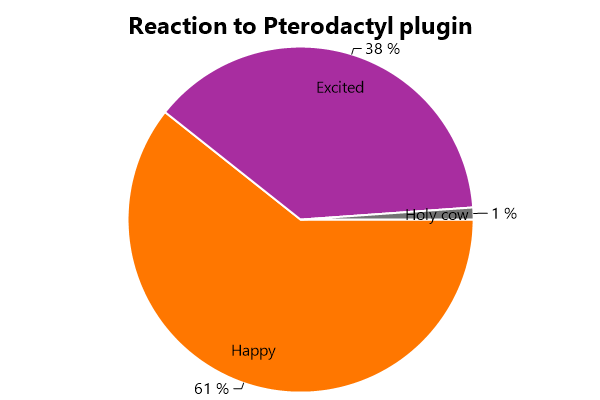 Reaction to Pterodactyl plugin
38 %
Excited
Holy cow
1 %
Happy
61 %